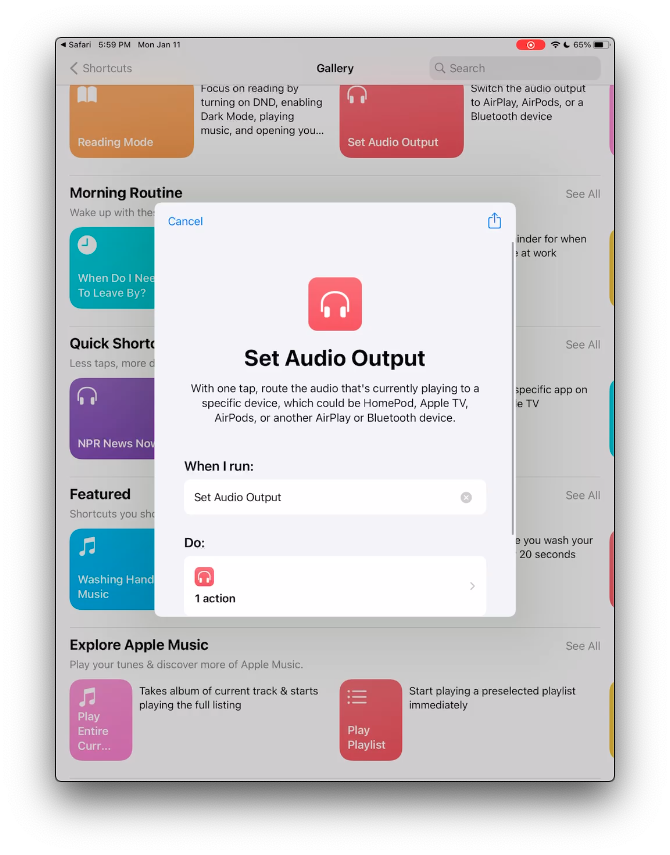 Safari 5:59 PM Mon Jan 11
65%
Shortcuts
Gallery
Search
Reading Mode
Focus on reading by
turning on DND, enabling
Dark Mode, playing
music, and opening you...
Set Audio Output
Switch the audio output
to AirPlay, AirPods, or a
Bluetooth device
Morning Routine
See All
Wake up with thes
When Do I Nee
To Leave By?
inder for when
e at work
Quick Shortc
See All
Less taps, more d
NPR News Now
specific app on
le TV
Featured
See All
Shortcuts you sho
Washing Hand
Music
e you wash your
20 seconds
Cancel
Set Audio Output
With one tap, route the audio that's currently playing to a
specific device, which could be HomePod, Apple TV,
AirPods, or another AirPlay or Bluetooth device.
When I run:
Set Audio Output
Do:
1 action
Explore Apple Music
See All
Play your tunes & discover more of Apple Music.
Play
Entire
Curr...
Takes album of current track & starts
playing the full listing
Play
Playlist
Start playing a preselected playlist
immediately